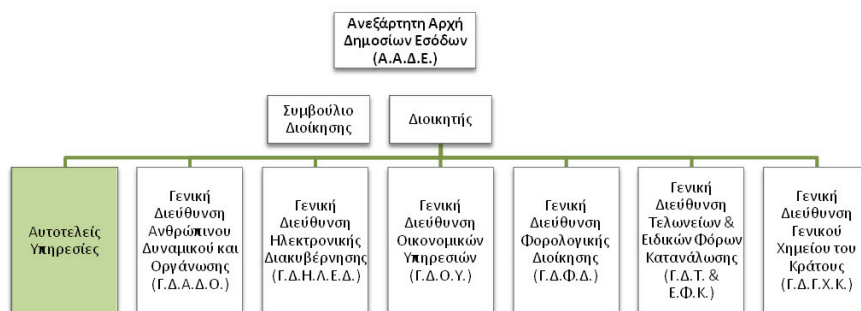 Ανεξάρτητη Αρχή
Δημοσίων Εσόδων
(Α.Α.Δ.Ε.)
Συμβούλιο
Διοίκησης
Διοικητής
Αυτοτελείς
Υπηρεσίες
Γενική
Διεύθυνση
Ανθρώπινου
Δυναμικού και
Οργάνωσης
(Γ.Δ.Α.Δ.Ο.)
Γενική
Διεύθυνση
Ηλεκτρονικής
Διακυβέρνησης
(Γ.Δ.Η.Λ.Ε.Δ.)
Γενική
Διεύθυνση
Οικονομικών
Υπηρεσιών
(Γ.Δ.Ο.Υ.)
Γενική
Διεύθυνση
Φορολογικής
Διοίκησης
(Γ.Δ.Φ.Δ.)
Γενική
Διεύθυνση
Τελωνείων &
Ειδικών Φόρων
Κατανάλωσης
(Γ.Δ.Τ. &
Ε.Φ.Κ.)
Γενική
Διεύθυνση
Γενικού
Χημείου του
Κράτους
(Γ.Δ.Γ.Χ.Κ.)